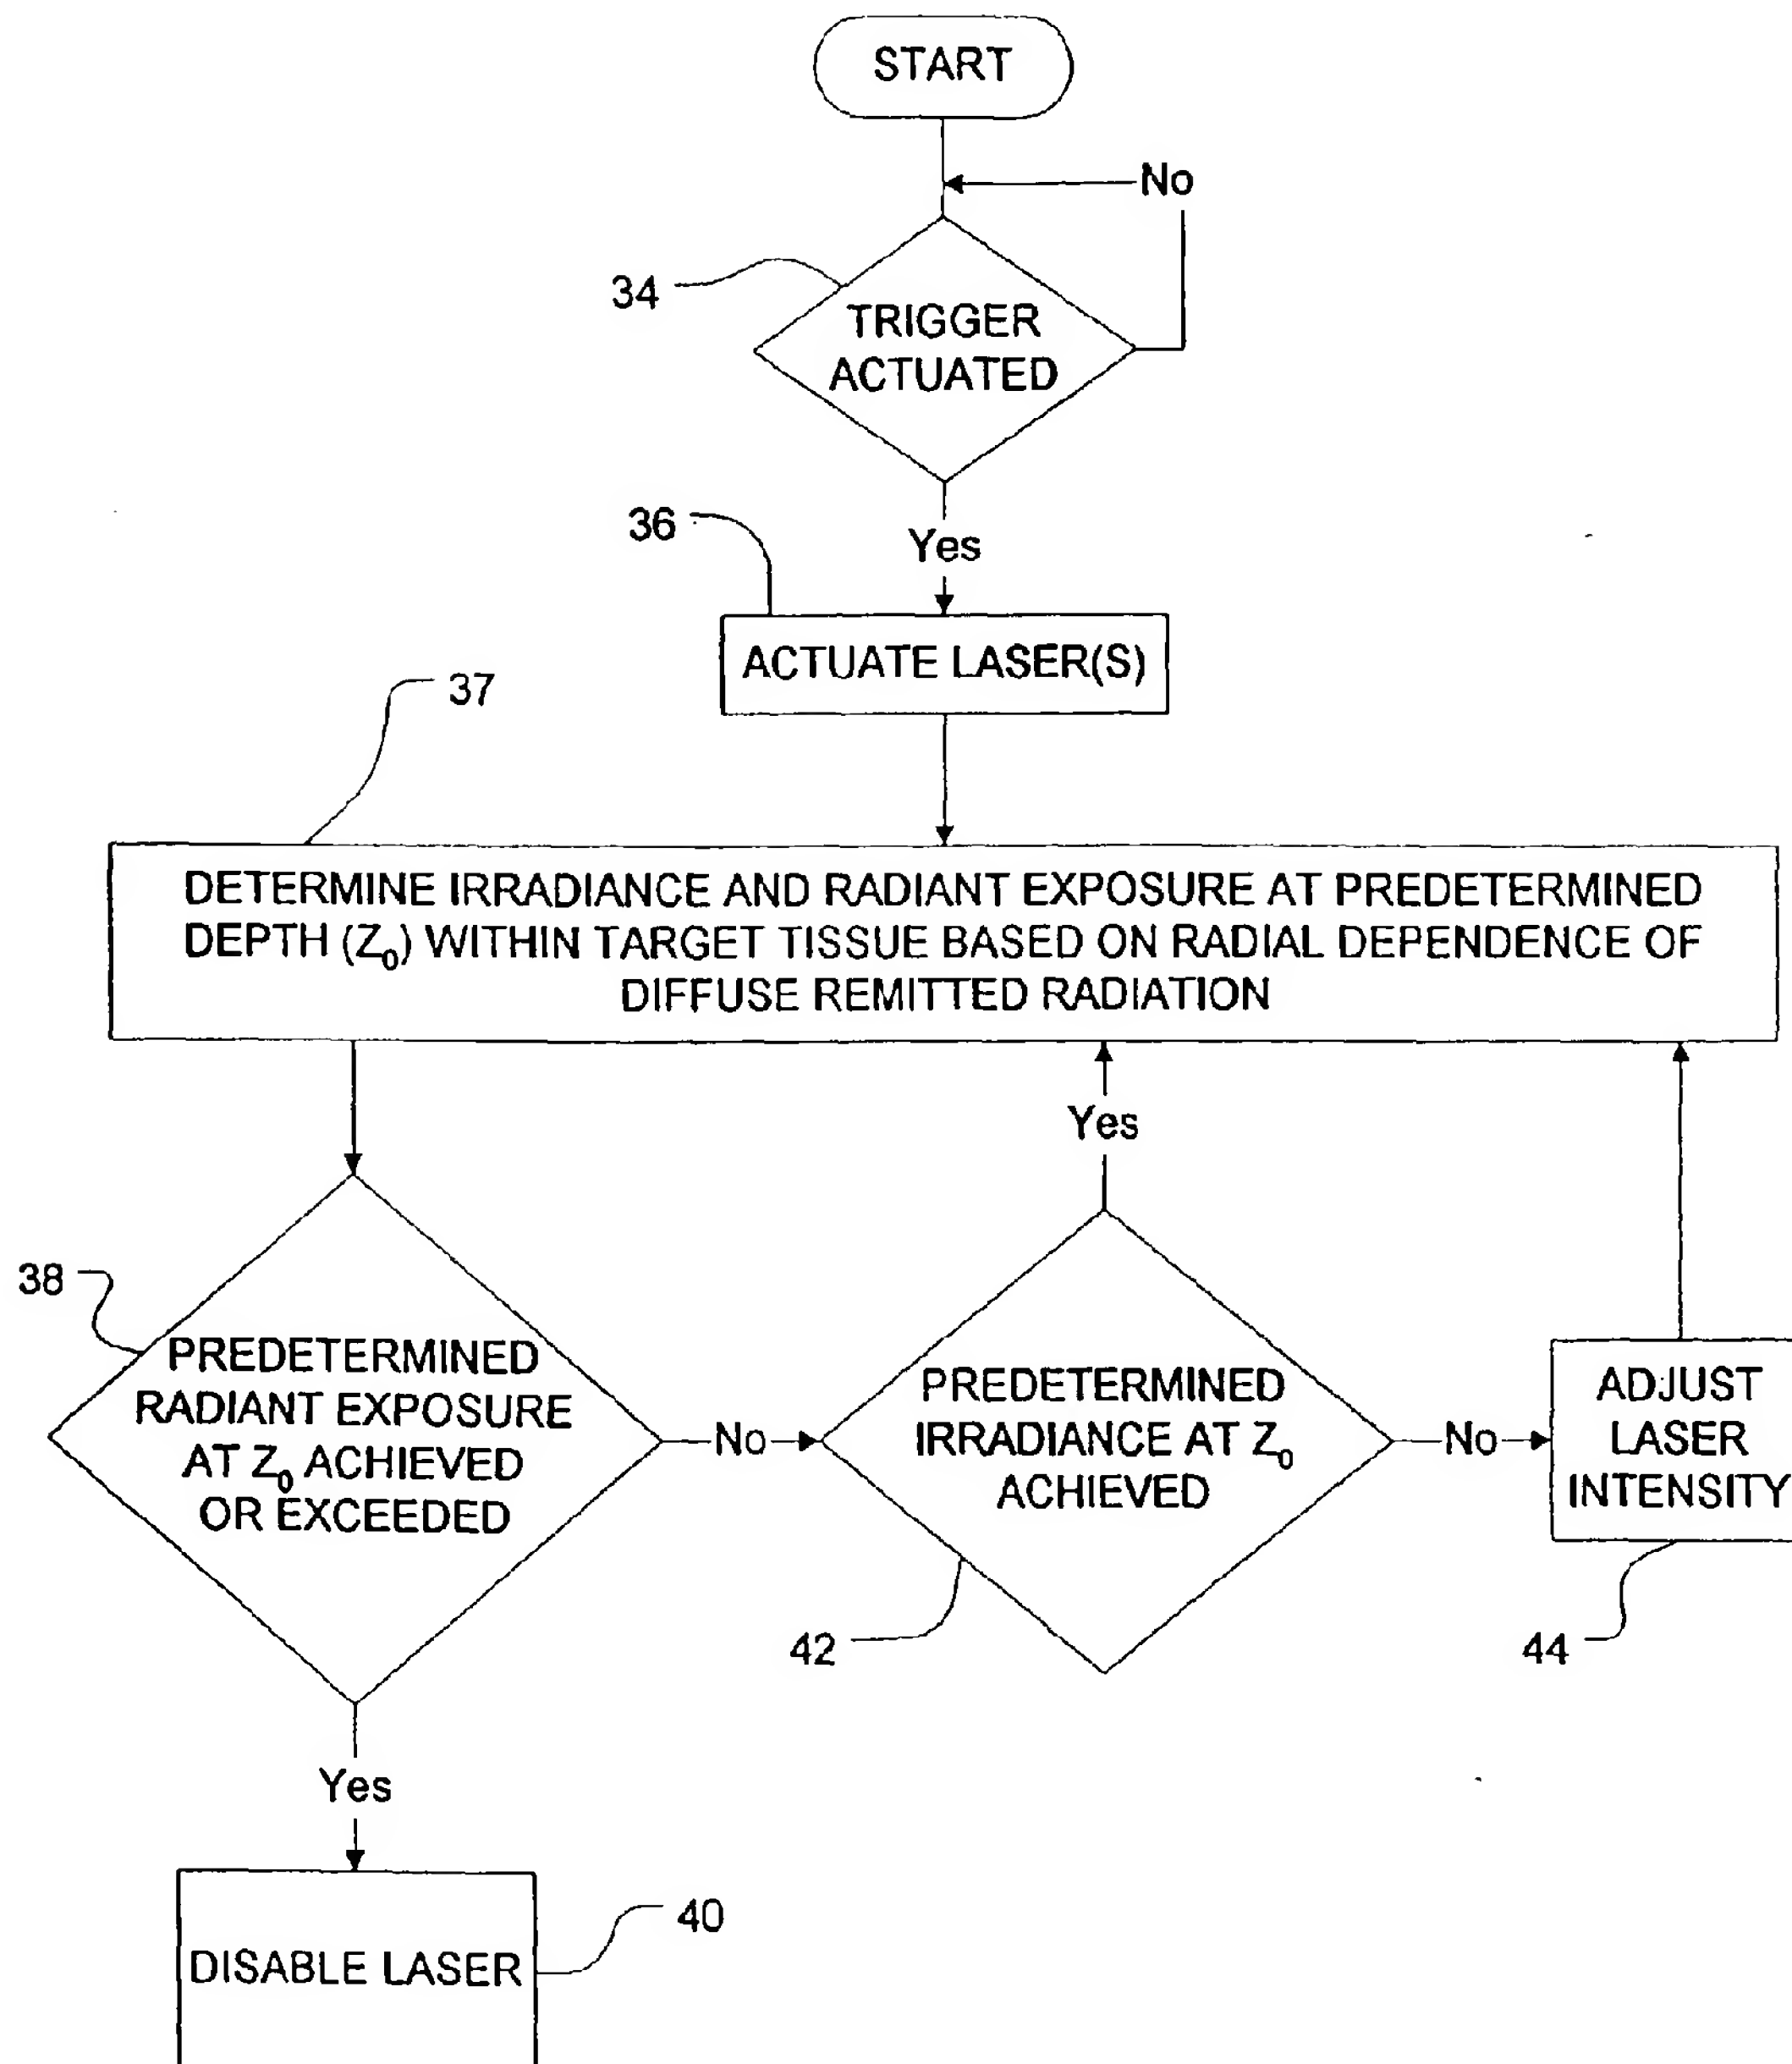 START
No
34
TRIGGER
ACTUATED
36
Yes
ACTUATE LASER(S)
37
DETERMINE IRRADIANCE AND RADIANT EXPOSURE AT PREDETERMINED
DEPTH (Z₀) WITHIN TARGET TISSUE BASED ON RADIAL DEPENDENCE OF
DIFFUSE REMITTED RADIATION
Yes
38
PREDETERMINED
RADIANT EXPOSURE
AT Z₀ ACHIEVED
OR EXCEEDED
No
PREDETERMINED
IRRADIANCE AT Z₀
ACHIEVED
No
ADJUST
LASER
INTENSITY
42
44
Yes
40
DISABLE LASER